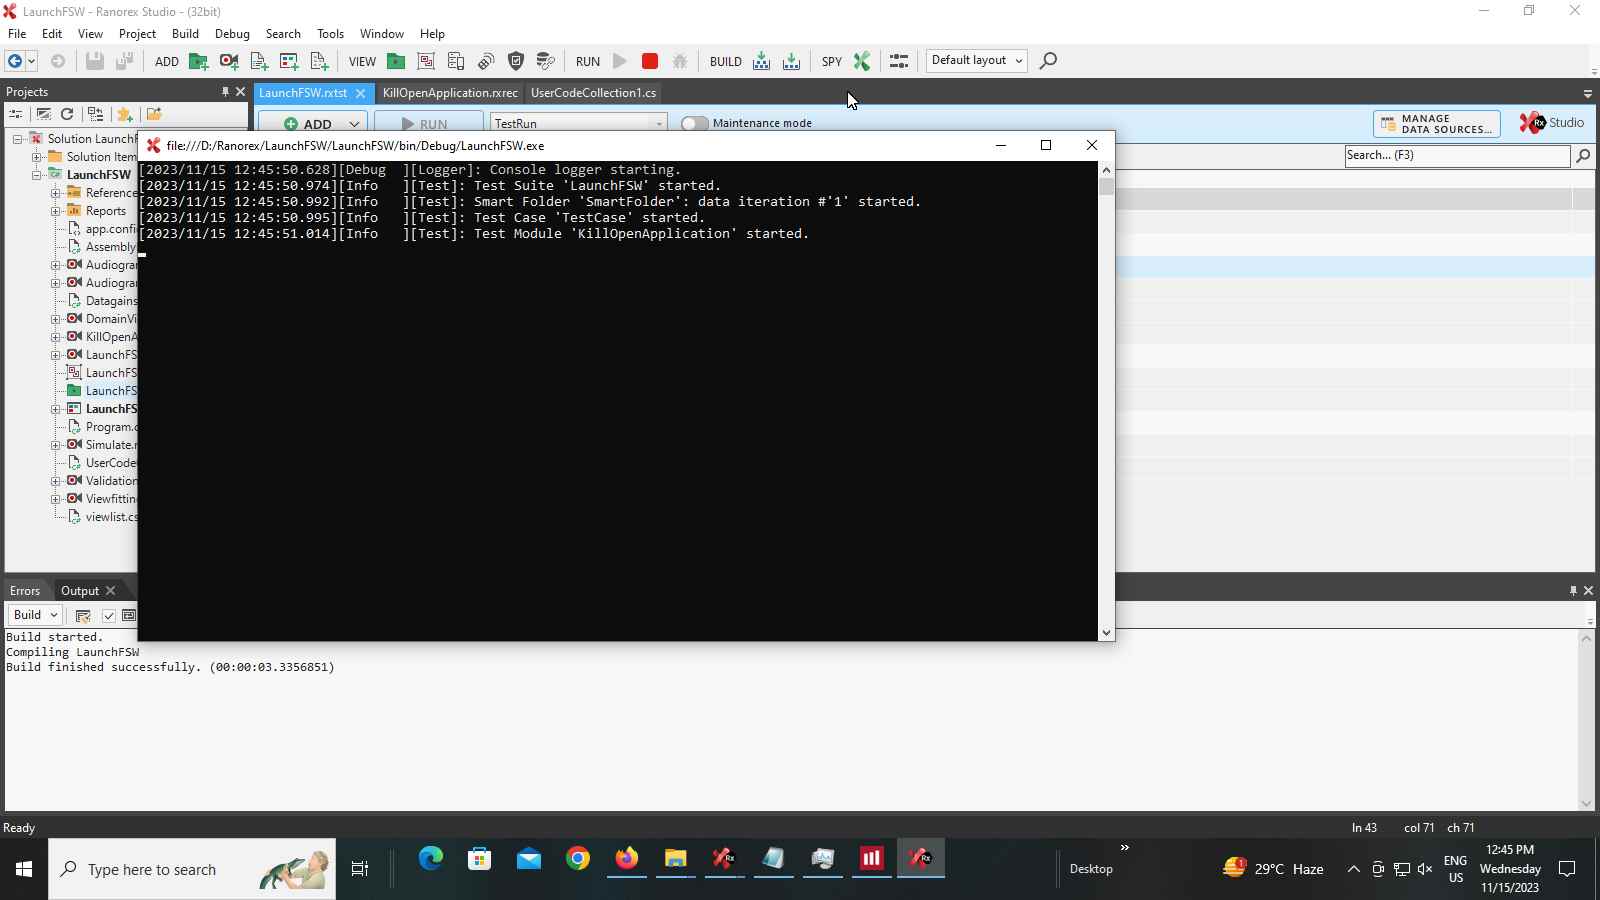 LaunchFSW - Ranorex Studio - (32bit)
File Edit View Project Build Debug Search Tools Window Help
ADD VIEW RUN BUILD SPY Default layout
Projects
LaunchFSW.rxtst KillOpenApplication.rxrec UserCodeCollection1.cs
ADD RUN TestRun Maintenance mode
MANAGE
DATA SOURCES...
Rx Studio
Search... (F3)
Solution LaunchF
Solution Item
LaunchFSW
Reference
Reports
app.confi
Assembly
Audiogra
Audiogra
Datagains
DomainVi
KillOpenA
LaunchFS
LaunchFS
LaunchFS
LaunchFS
Program.c
Simulate.r
UserCode
Validation
Viewfittin
viewlist.cs
file:///D:/Ranorex/LaunchFSW/LaunchFSW/bin/Debug/LaunchFSW.exe
[2023/11/15 12:45:50.628][Debug ][Logger]: Console logger starting.
[2023/11/15 12:45:50.974][Info ][Test]: Test Suite 'LaunchFSW' started.
[2023/11/15 12:45:50.992][Info ][Test]: Smart Folder 'SmartFolder': data iteration #'1' started.
[2023/11/15 12:45:50.995][Info ][Test]: Test Case 'TestCase' started.
[2023/11/15 12:45:51.014][Info ][Test]: Test Module 'KillOpenApplication' started.
Errors Output
Build
Build started.
Compiling LaunchFSW
Build finished successfully. (00:00:03.3356851)
Ready
ln 43 col 71 ch 71
Type here to search
Rx
Rx
Desktop
1
29°C Haze
ENG
US
12:45 PM
Wednesday
11/15/2023